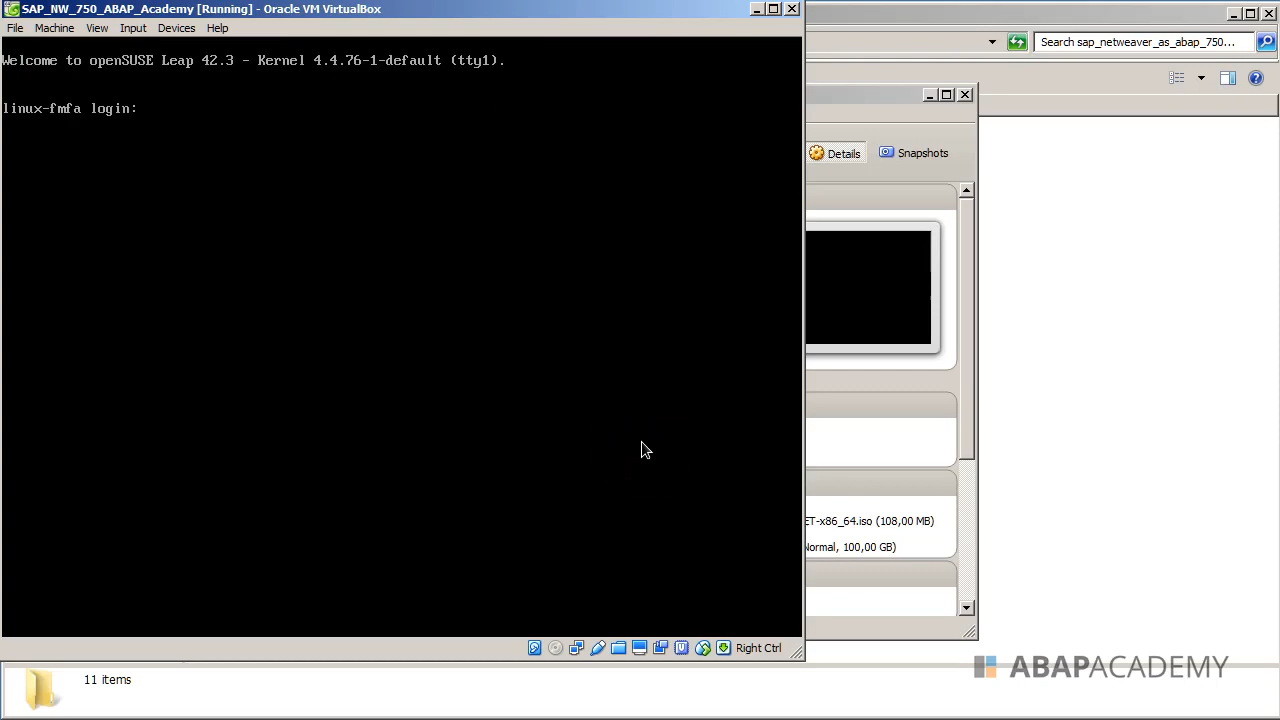 SAP_NW_750_ABAP_Academy [Running] - Oracle VM VirtualBox
File Machine View Input Devices Help
Search sap_netweaver_as_abap_750...
Welcome to openSUSE Leap 42.3 - Kernel 4.4.76-1-default (tty1).
linux-fmfa login:
Details
Snapshots
ET-x86_64.iso (108,00 MB)
Normal, 100,00 GB)
Right Ctrl
ABAPACADEMY
11 items